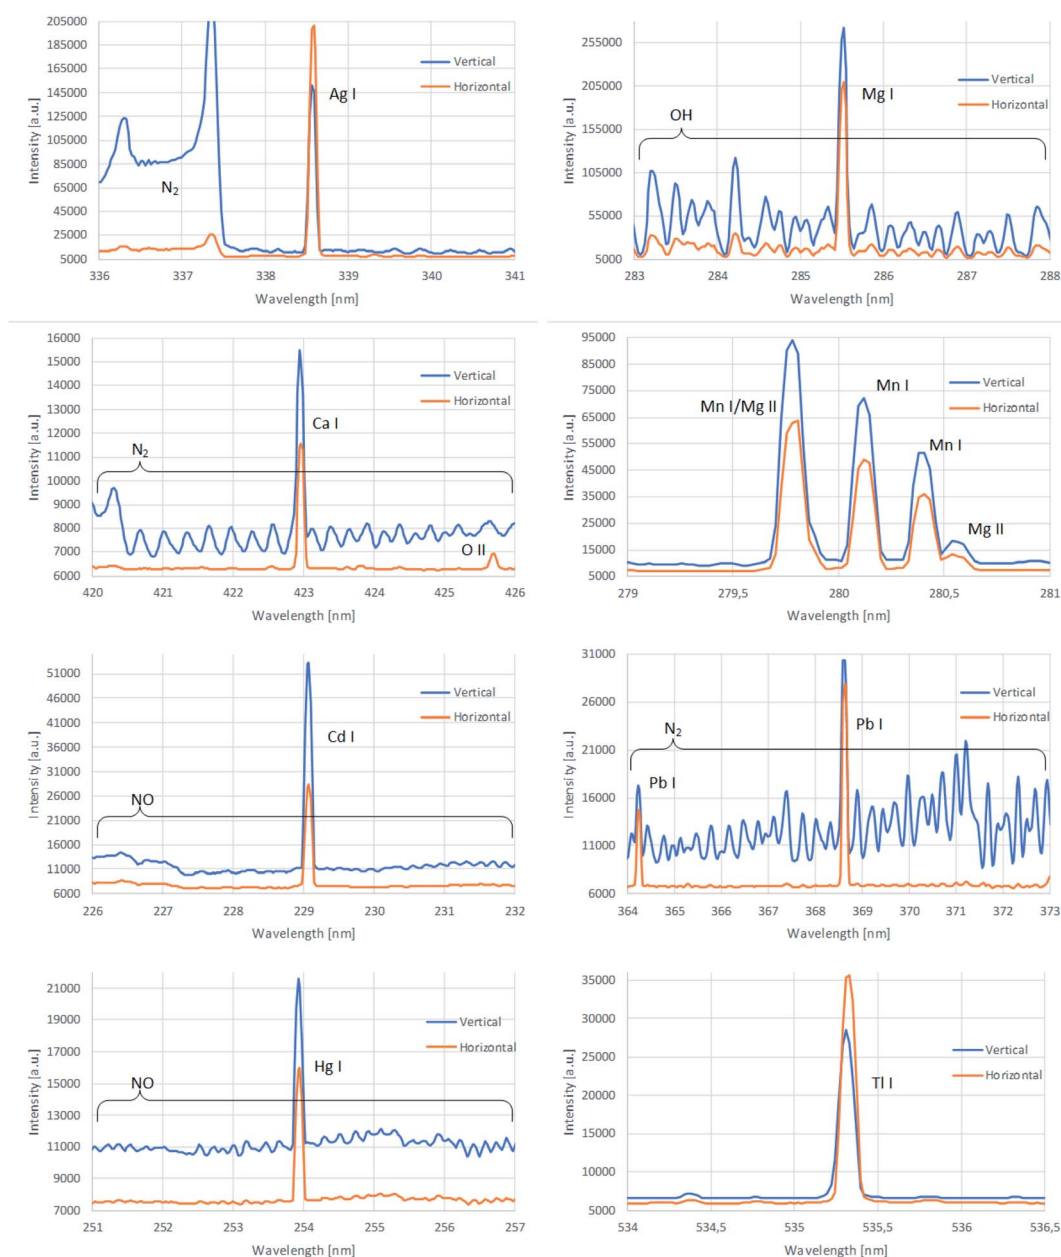 205000
185000
165000
145000
125000
105000
85000
65000
45000
25000
5000
Intensity [a.u.]
Vertical
Horizontal
Ag I
N2
336 337 338 339 340 341
Wavelength [nm]
255000
205000
155000
105000
55000
5000
Intensity [a.u.]
Vertical
Horizontal
Mg I
OH
283 284 285 286 287 288
Wavelength [nm]
16000
15000
14000
13000
12000
11000
10000
9000
8000
7000
6000
Intensity [a.u.]
Vertical
Horizontal
Ca I
N2
O II
420 421 422 423 424 425 426
Wavelength [nm]
95000
85000
75000
65000
55000
45000
35000
25000
15000
5000
Intensity [a.u.]
Vertical
Horizontal
Mn I/Mg II
Mn I
Mn I
Mg II
279 279,5 280 280,5 281
Wavelength [nm]
51000
46000
41000
36000
31000
26000
21000
16000
11000
6000
Intensity [a.u.]
Vertical
Horizontal
Cd I
NO
226 227 228 229 230 231 232
Wavelength [nm]
31000
26000
21000
16000
11000
6000
Intensity [a.u.]
Vertical
Horizontal
N2
Pb I
Pb I
364 365 366 367 368 369 370 371 372 373
Wavelength [nm]
21000
19000
17000
15000
13000
11000
9000
7000
Intensity [a.u.]
Vertical
Horizontal
Hg I
NO
251 252 253 254 255 256 257
Wavelength [nm]
35000
30000
25000
20000
15000
10000
5000
Intensity [a.u.]
Vertical
Horizontal
Tl I
534 534,5 535 535,5 536 536,5
Wavelength [nm]